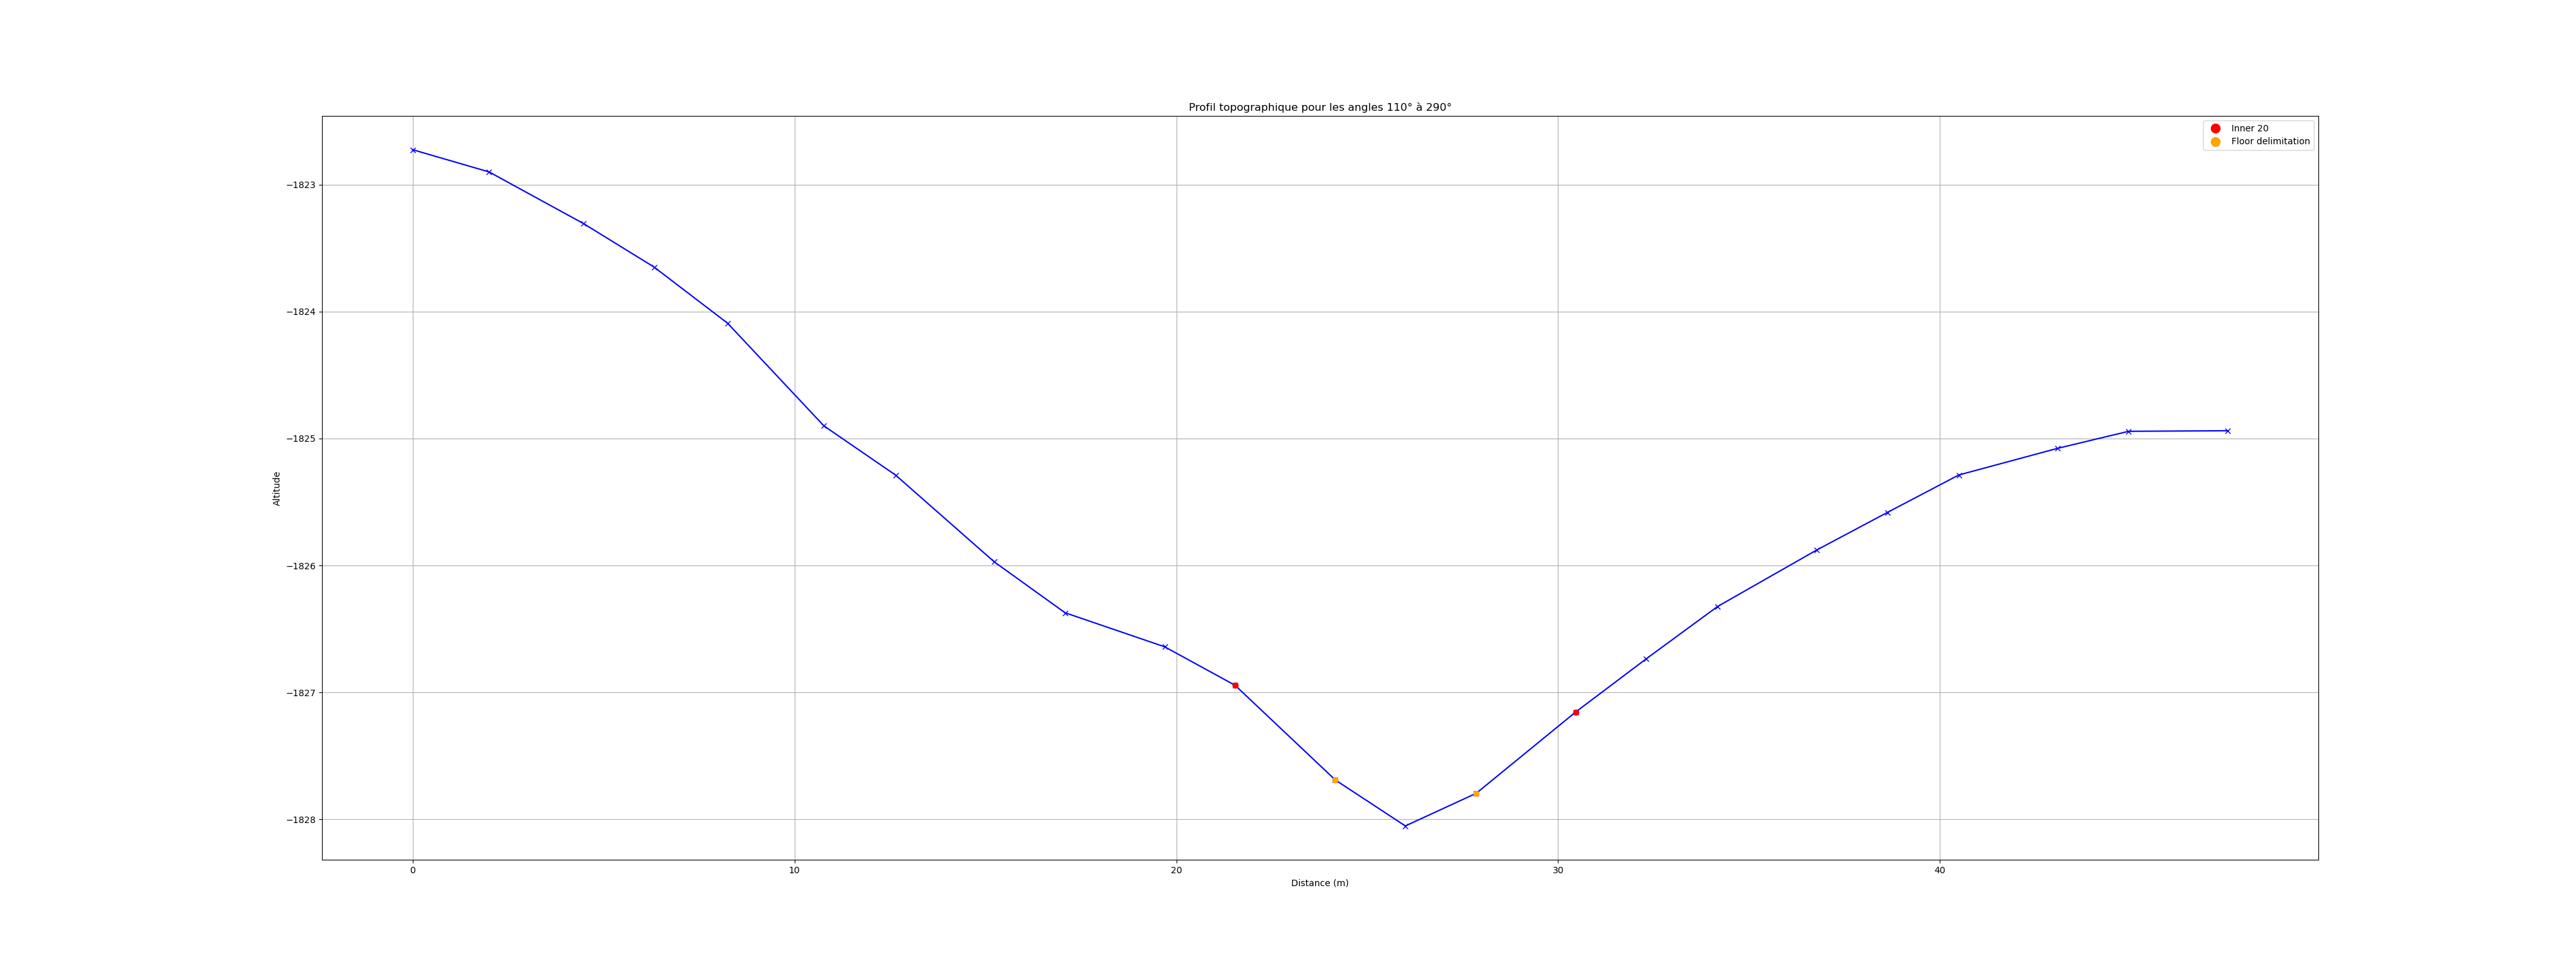 Profil topographique pour les angles 110° à 290°
Inner 20
Floor delimitation
−1823
−1824
−1825
−1826
−1827
−1828
Altitude
0 10 20 30 40
Distance (m)